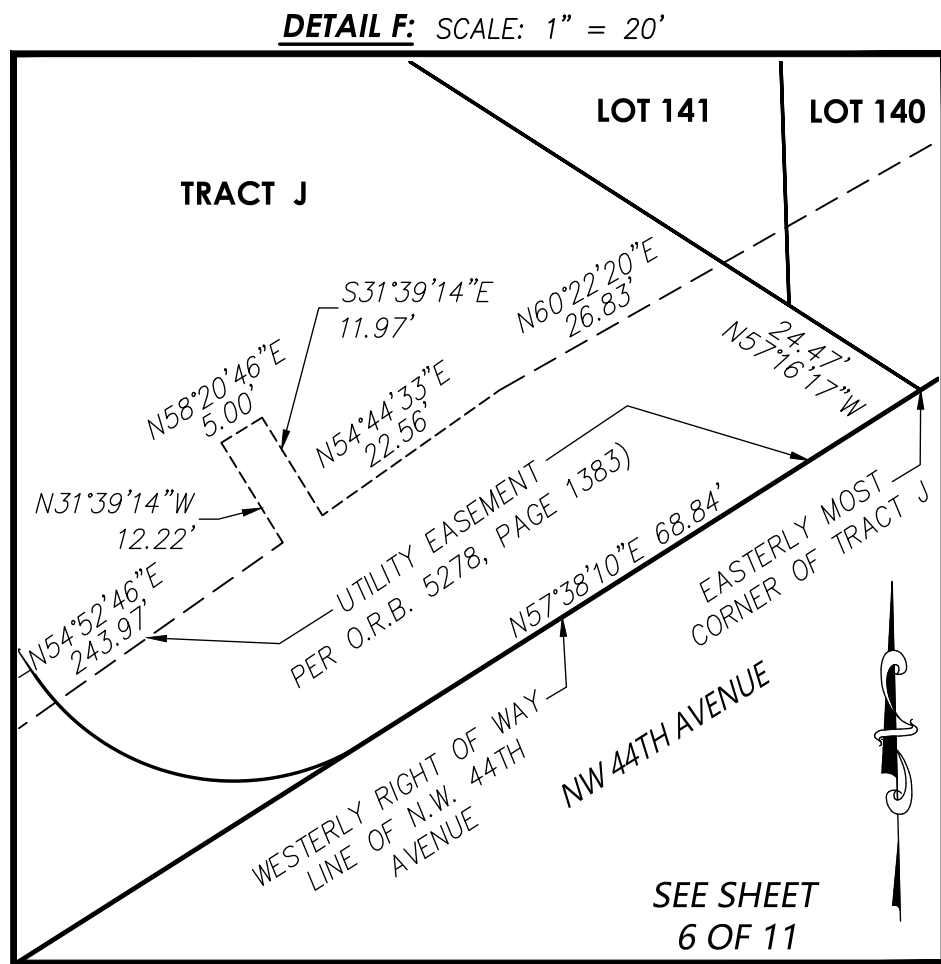 DETAIL F: SCALE: 1” = 20’
LOT 141
LOT 140
TRACT J
S31°39’14”E
11.97’
N60°22’20”E
26.83’
24.47’
N57°16’17”W
N58°20’46”E
5.00’
N54°44’33”E
22.56’
N31°39’14”W
12.22’
UTILITY EASEMENT
PER O.R.B. 5278, PAGE 1383)
N57°38’10”E 68.84’
EASTERLY MOST
CORNER OF TRACT J
N54°52’46”E
243.97’
WESTERLY RIGHT OF WAY
LINE OF N.W. 44TH
AVENUE
NW 44TH AVENUE
SEE SHEET
6 OF 11